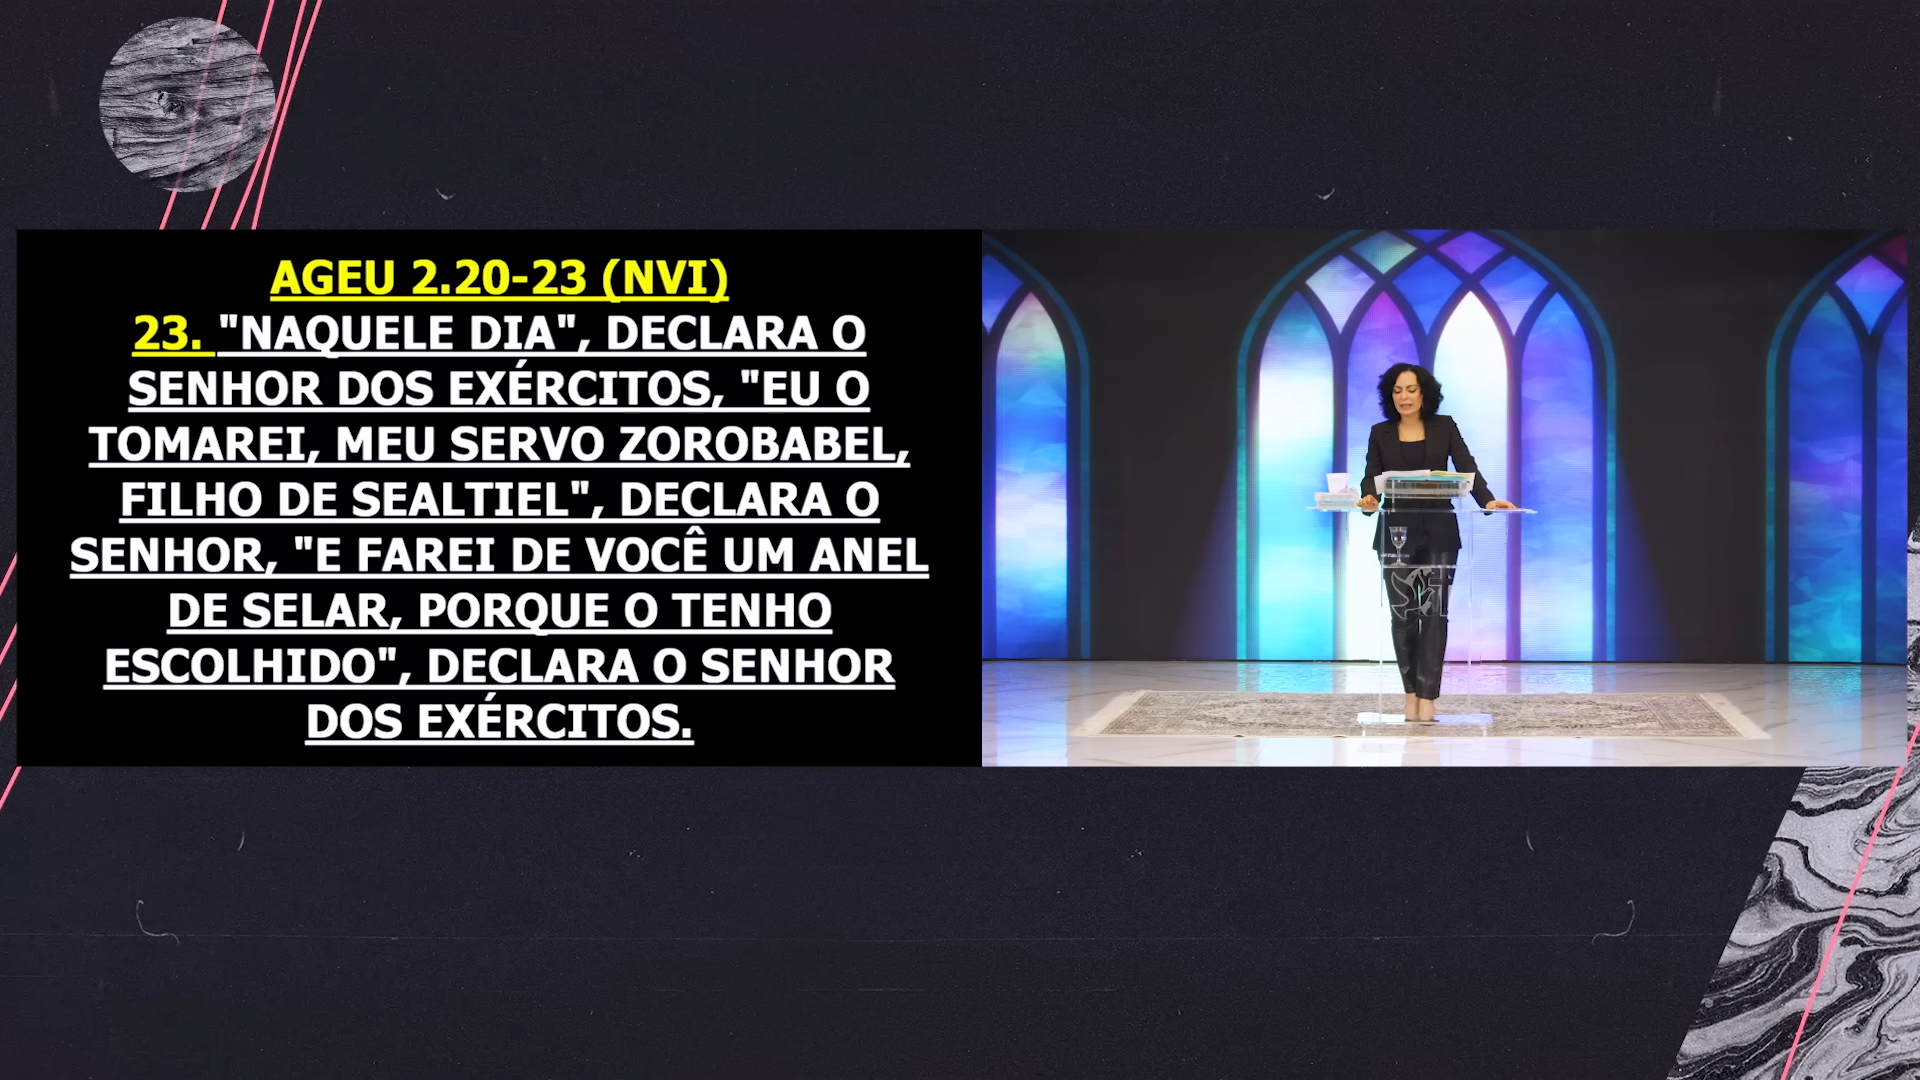 AGEU 2.20-23 (NVI)
23. "NAQUELE DIA", DECLARA O
SENHOR DOS EXÉRCITOS, "EU O
TOMAREI, MEU SERVO ZOROBABEL,
FILHO DE SEALTIEL", DECLARA O
SENHOR, "E FAREI DE VOCÊ UM ANEL
DE SELAR, PORQUE O TENHO
ESCOLHIDO", DECLARA O SENHOR
DOS EXÉRCITOS.